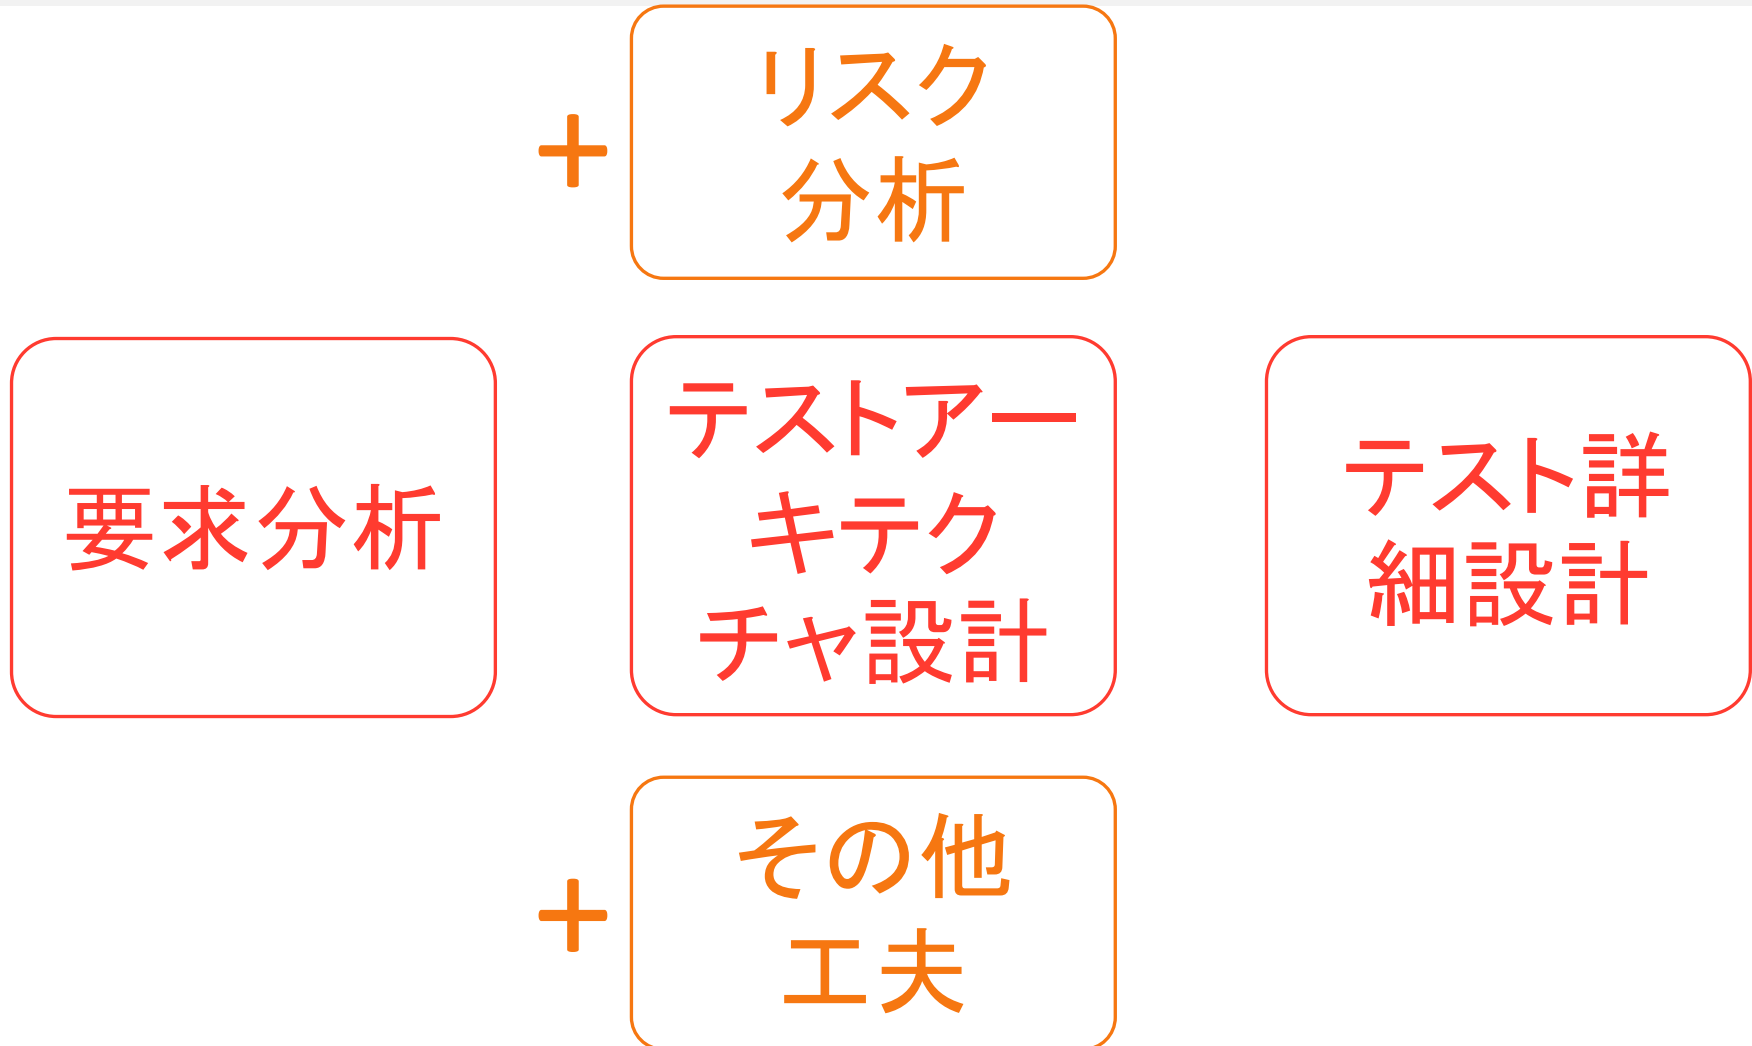 +
リスク
分析
要求分析
テストアー
キテク
チャ設計
テスト詳
細設計
+
その他
工夫